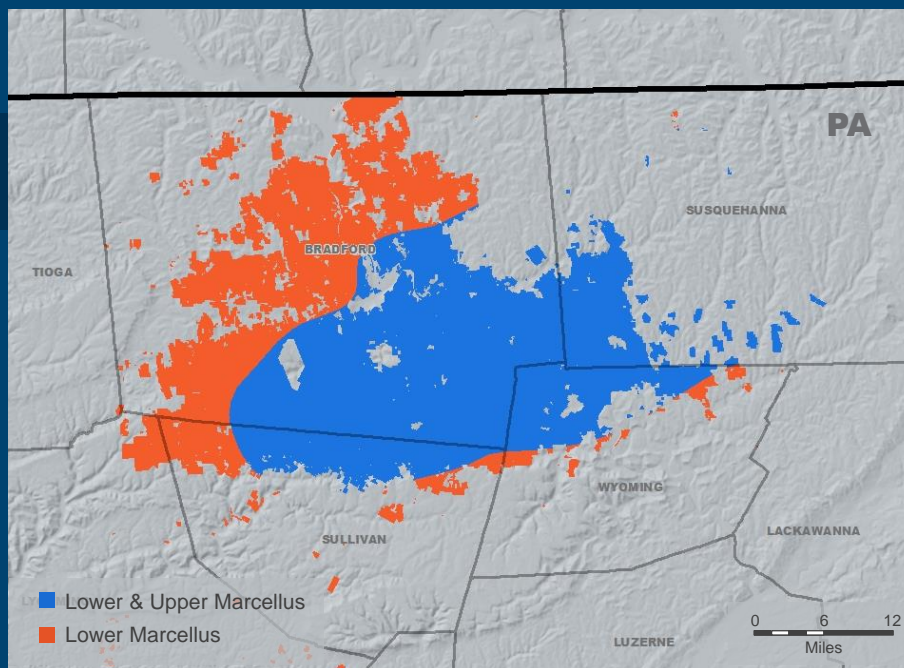 PA
SUSQUEHANNA
BRADFORD
TIOGA
WYOMING
LACKAWANNA
SULLIVAN
Lower & Upper Marcellus
Lower Marcellus
LUZERNE
0 6 12
Miles